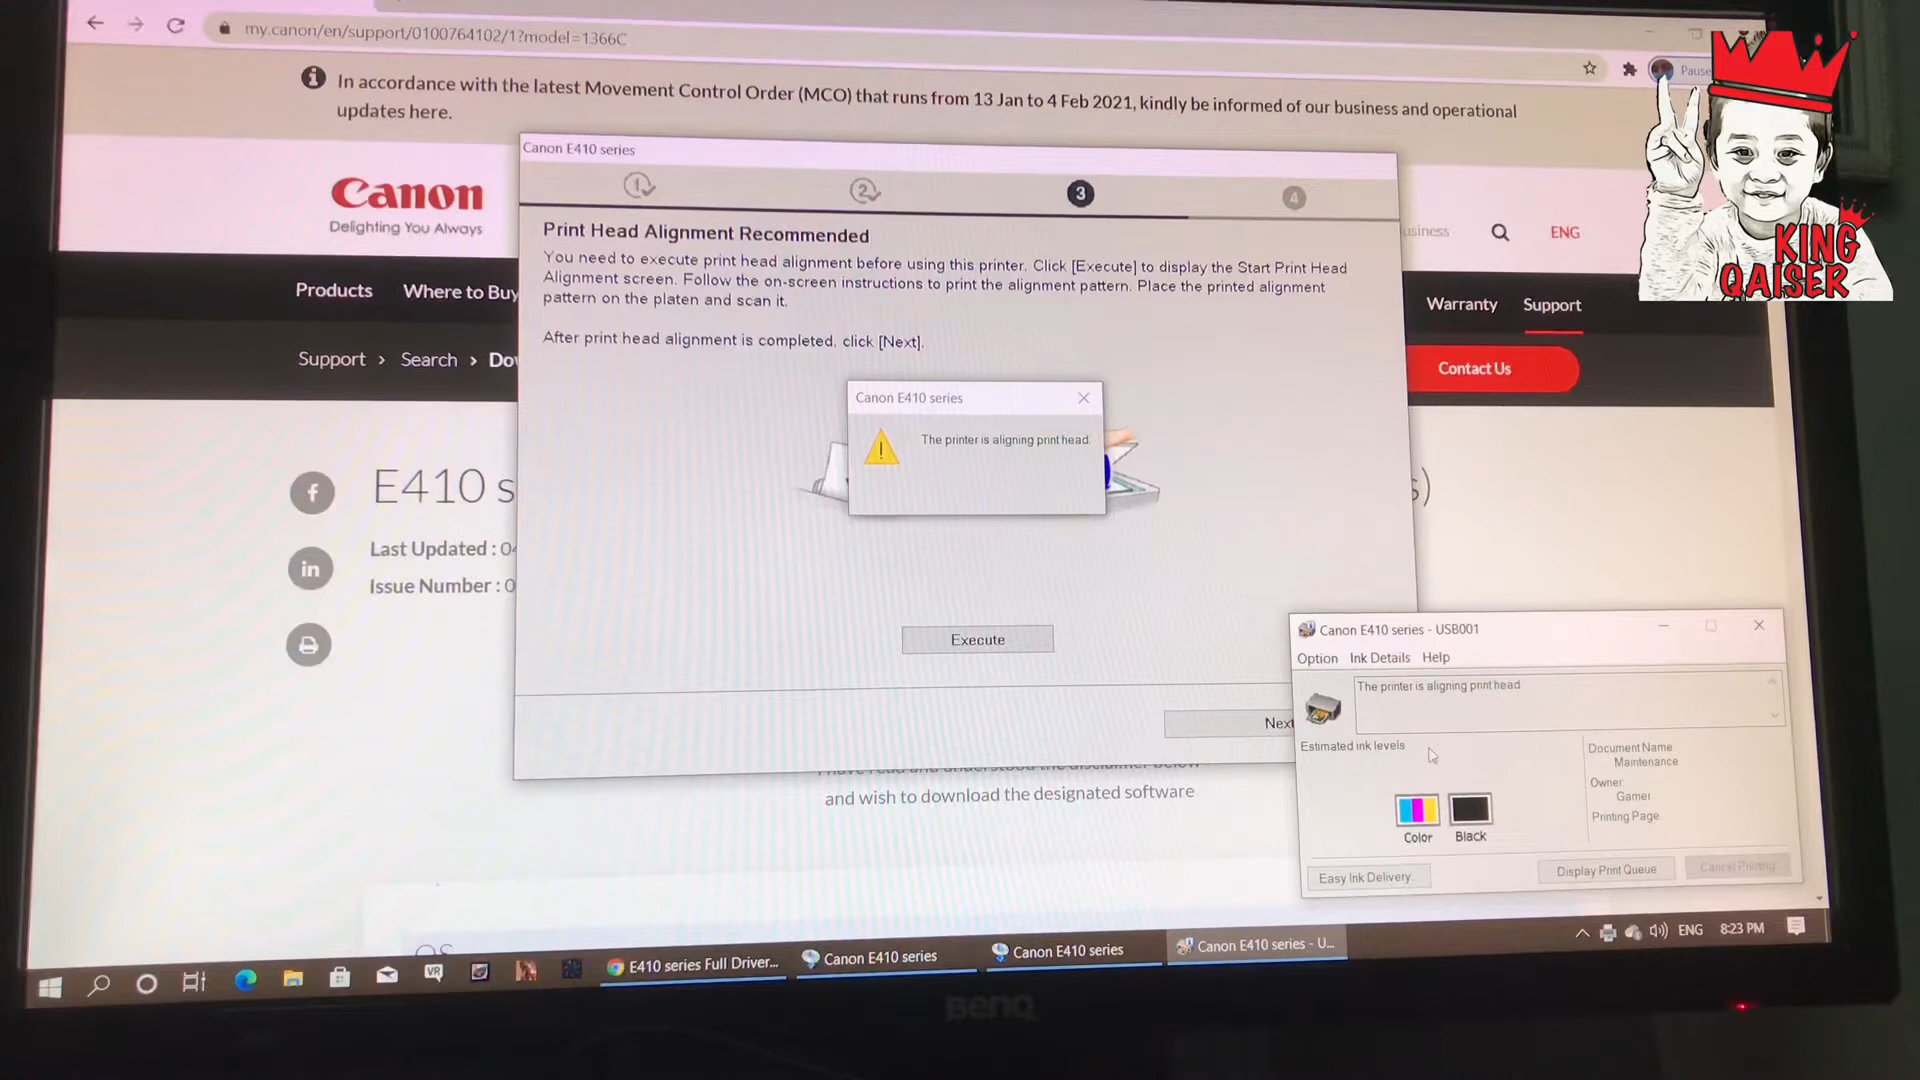 my.canon/en/support/0100764102/1?model=1366C
In accordance with the latest Movement Control Order (MCO) that runs from 13 Jan to 4 Feb 2021, kindly be informed of our business and operational
updates here.
Canon
Delighting You Always
ENG
Products
Where to Buy
Warranty
Support
Support > Search >
Contact Us
E410 s
Last Updated :
Issue Number : 0
Canon E410 series
1
2
3
4
Print Head Alignment Recommended
You need to execute print head alignment before using this printer. Click [Execute] to display the Start Print Head
Alignment screen. Follow the on-screen instructions to print the alignment pattern. Place the printed alignment
pattern on the platen and scan it.
After print head alignment is completed, click [Next].
Canon E410 series
The printer is aligning print head.
Execute
Next
and wish to download the designated software
Canon E410 series - USB001
Option Ink Details Help
The printer is aligning print head
Estimated ink levels
Color
Black
Document Name:
Maintenance
Owner:
Gamer
Printing Page:
Easy Ink Delivery...
Display Print Queue
Cancel Printing
E410 series Full Driver...
Canon E410 series
Canon E410 series
Canon E410 series - U...
VR
ENG
8:23 PM
BenQ
KING
QAISER